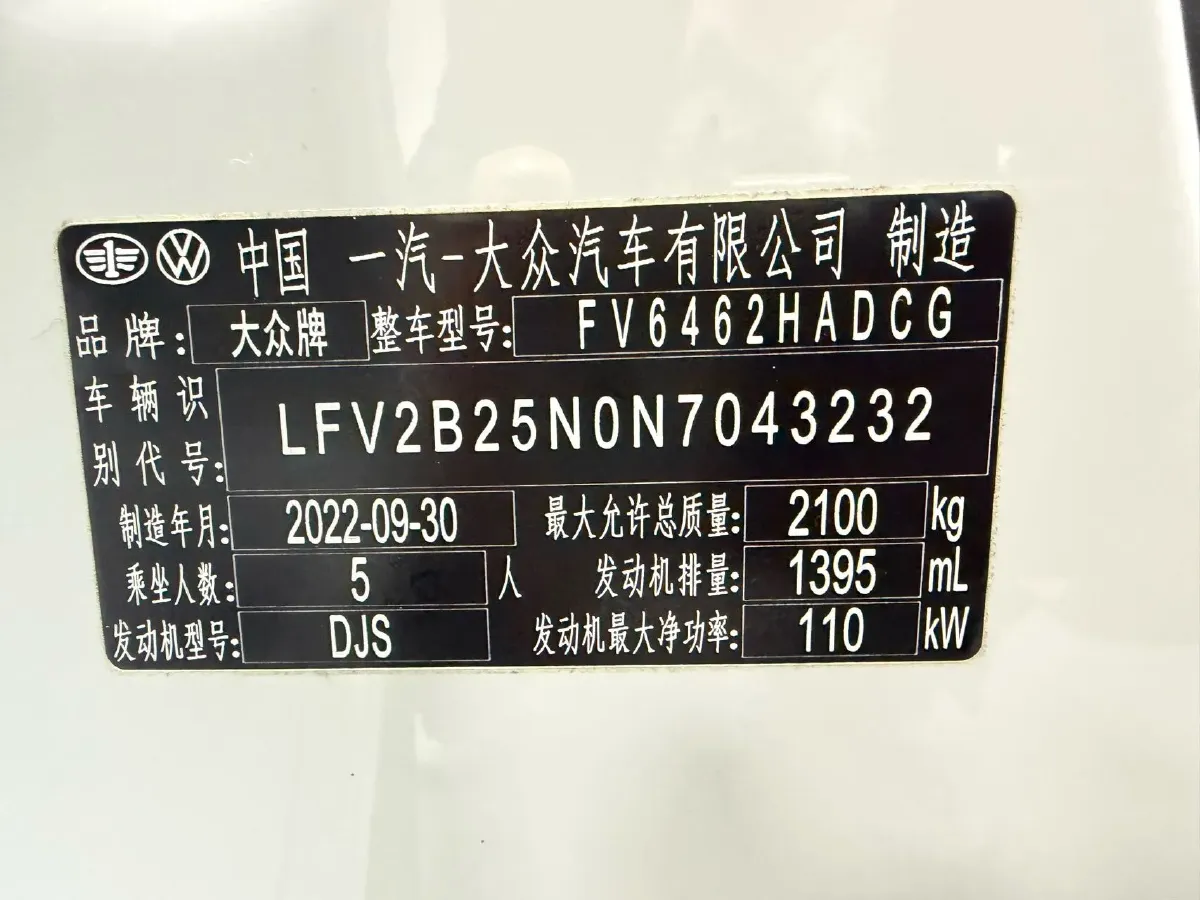 中国 一汽-大众汽车有限公司 制造
品牌: 大众牌 整车型号: FV6462HADCG
车辆识别代号: LFV2B25N0N7043232
制造年月: 2022-09-30 最大允许总质量: 2100 kg
乘坐人数: 5 人 发动机排量: 1395 mL
发动机型号: DJS 发动机最大净功率: 110 kW